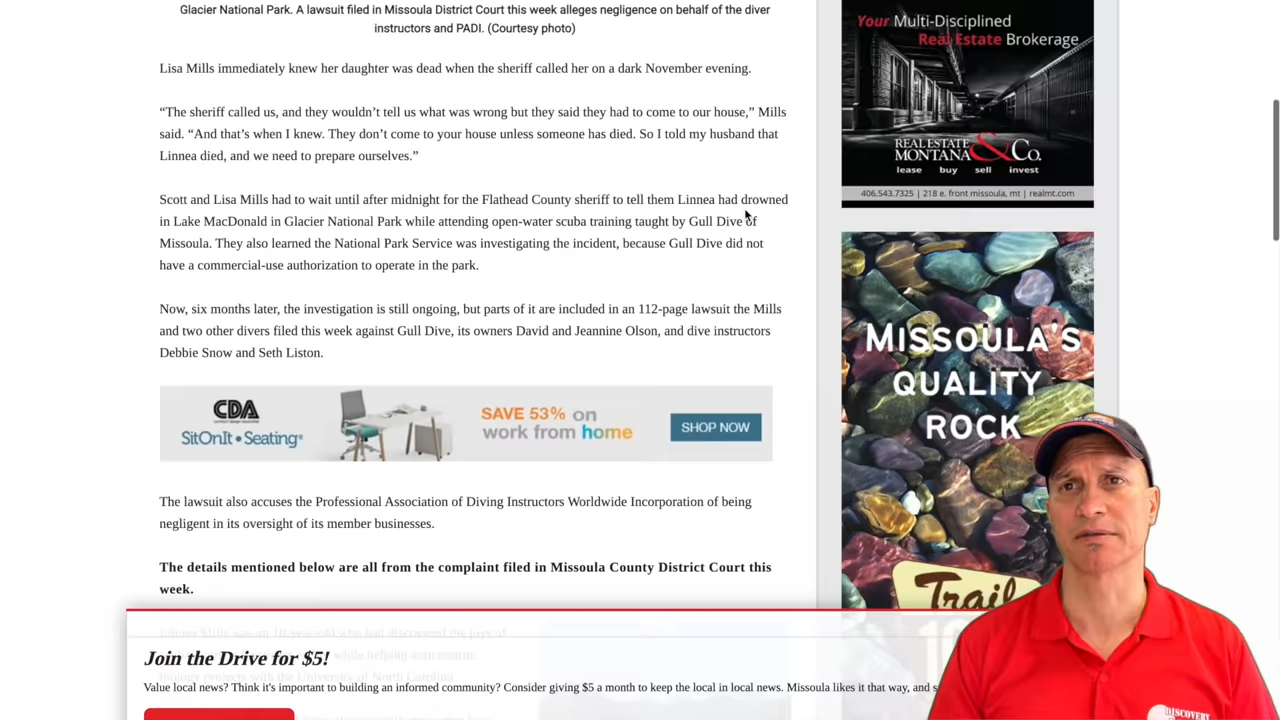 Glacier National Park. A lawsuit filed in Missoula District Court this week alleges negligence on behalf of the diver
instructors and PADI. (Courtesy photo)
Lisa Mills immediately knew her daughter was dead when the sheriff called her on a dark November evening.
“The sheriff called us, and they wouldn’t tell us what was wrong but they said they had to come to our house,” Mills
said. “And that’s when I knew. They don’t come to your house unless someone has died. So I told my husband that
Linnea died, and we need to prepare ourselves.”
Scott and Lisa Mills had to wait until after midnight for the Flathead County sheriff to tell them Linnea had drowned
in Lake MacDonald in Glacier National Park while attending open-water scuba training taught by Gull Dive of
Missoula. They also learned the National Park Service was investigating the incident, because Gull Dive did not
have a commercial-use authorization to operate in the park.
Now, six months later, the investigation is still ongoing, but parts of it are included in an 112-page lawsuit the Mills
and two other divers filed this week against Gull Dive, its owners David and Jeannine Olson, and dive instructors
Debbie Snow and Seth Liston.
CDA
SitOnIt•Seating
SAVE 53% on
work from home
SHOP NOW
The lawsuit also accuses the Professional Association of Diving Instructors Worldwide Incorporation of being
negligent in its oversight of its member businesses.
The details mentioned below are all from the complaint filed in Missoula County District Court this
week.
Join the Drive for $5!
Value local news? Think it's important to building an informed community? Consider giving $5 a month to keep the local in local news. Missoula likes it that way, and
Your Multi-Disciplined
Real Estate Brokerage
REAL ESTATE
MONTANA & Co.
lease buy sell invest
406.543.7325 | 218 e. front missoula, mt | realmt.com
MISSOULA'S
QUALITY
ROCK
Trail
DISCOVERY